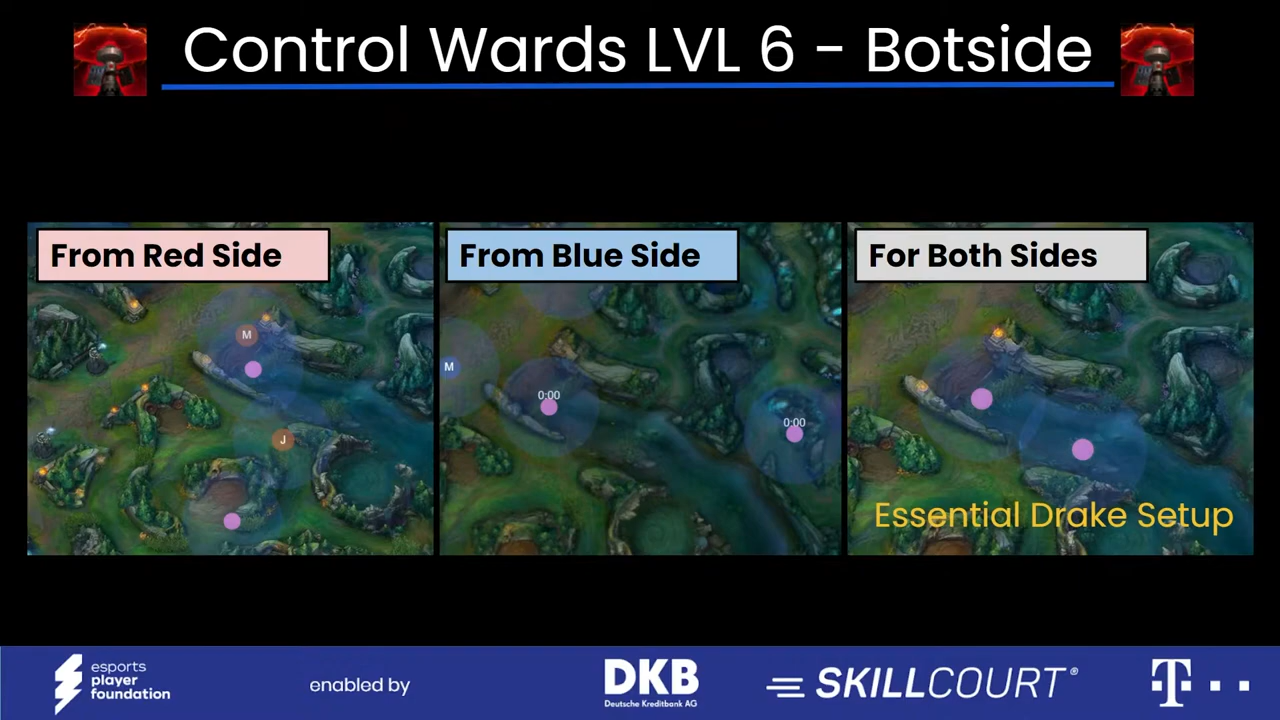 Control Wards LVL 6 - Botside
From Red Side
From Blue Side
For Both Sides
M
J
M
0:00
0:00
Essential Drake Setup
esports
player
foundation
enabled by
DKB
Deutsche Kreditbank AG
SKILLCOURT®
T